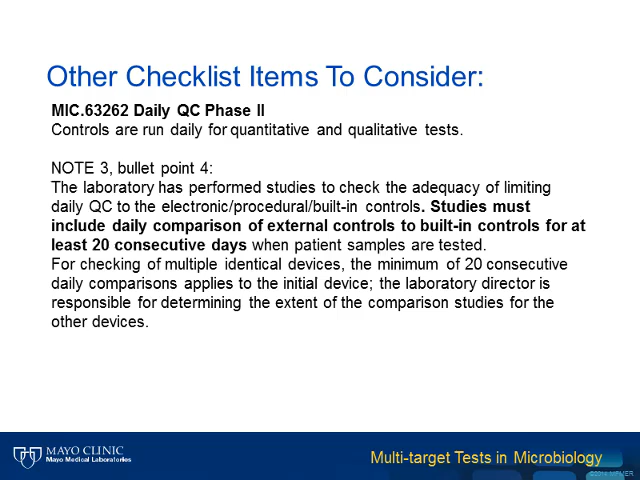 Other Checklist Items To Consider:
MIC.63262 Daily QC Phase II
Controls are run daily for quantitative and qualitative tests.
NOTE 3, bullet point 4:
The laboratory has performed studies to check the adequacy of limiting
daily QC to the electronic/procedural/built-in controls. Studies must
include daily comparison of external controls to built-in controls for at
least 20 consecutive days when patient samples are tested.
For checking of multiple identical devices, the minimum of 20 consecutive
daily comparisons applies to the initial device; the laboratory director is
responsible for determining the extent of the comparison studies for the
other devices.
MAYO CLINIC
Mayo Medical Laboratories
Multi-target Tests in Microbiology